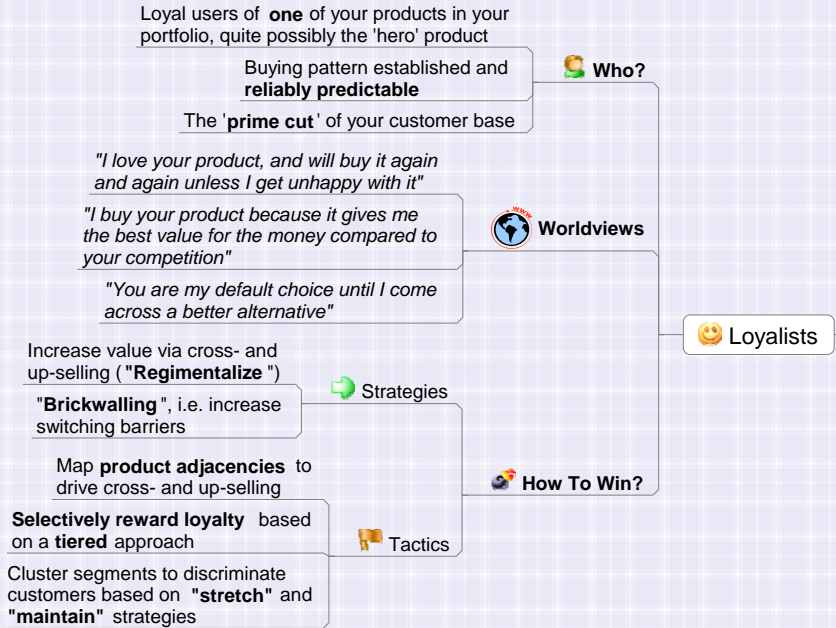 Loyal users of one of your products in your
portfolio, quite possibly the 'hero' product
Buying pattern established and
reliably predictable
The 'prime cut' of your customer base
Who?
"I love your product, and will buy it again
and again unless I get unhappy with it"
"I buy your product because it gives me
the best value for the money compared to
your competition"
"You are my default choice until I come
across a better alternative"
www
Worldviews
Loyalists
Increase value via cross- and
up-selling ("Regimentalize")
"Brickwalling", i.e. increase
switching barriers
Strategies
Map product adjacencies to
drive cross- and up-selling
Selectively reward loyalty based
on a tiered approach
Cluster segments to discriminate
customers based on "stretch" and
"maintain" strategies
Tactics
How To Win?